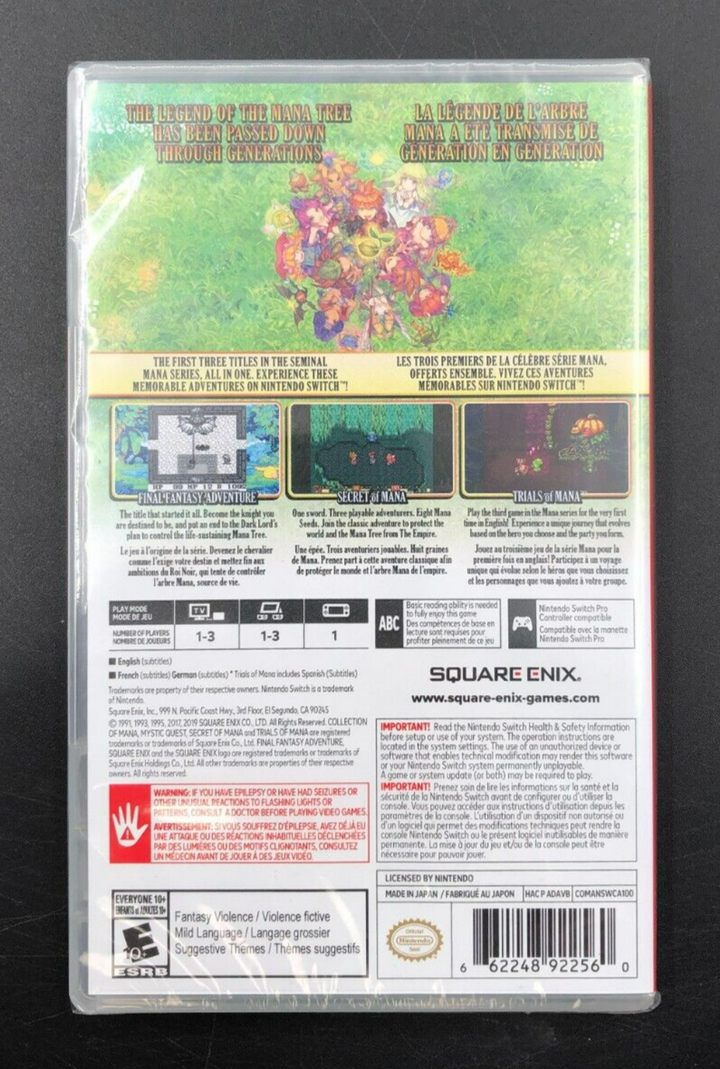 THE LEGEND OF THE MANA TREE
HAS BEEN PASSED DOWN
THROUGH GENERATIONS
LA LÉGENDE DE L'ARBRE
MANA A ÉTÉ TRANSMISE DE
GÉNÉRATION EN GÉNÉRATION
THE FIRST THREE TITLES IN THE SEMINAL
MANA SERIES, ALL IN ONE. EXPERIENCE THESE
MEMORABLE ADVENTURES ON NINTENDO SWITCH™!
LES TROIS PREMIERS DE LA CÉLÈBRE SÉRIE MANA,
OFFERTS ENSEMBLE. VIVEZ CES AVENTURES
MÉMORABLES SUR NINTENDO SWITCH™!
FINAL FANTASY ADVENTURE
The title that started it all. Become the knight you
are destined to be, and put an end to the Dark Lord's
plan to control the life-sustaining Mana Tree.
Le jeu à l'origine de la série. Devenez le chevalier
comme l'exige votre destin et mettez fin aux
ambitions du Roi Noir, qui tente de contrôler
l'arbre Mana, source de vie.
SECRET of MANA
One sword. Three playable adventurers. Eight Mana
Seeds. Join the classic adventure to protect the
world and the Mana Tree from The Empire.
Une épée. Trois aventuriers jouables. Huit graines
de Mana. Prenez part à cette aventure classique afin
de protéger le monde et l'arbre Mana de l'empire.
TRIALS of MANA
Play the third game in the Mana series for the very first
time in English! Experience a unique journey that evolves
based on the hero you choose and the party you form.
Jouez au troisième jeu de la série Mana pour la
première fois en anglais! Participez à un voyage
unique qui évolue selon le héros que vous choisissez
et les personnages que vous ajoutez à votre groupe.
PLAY MODE
MODE DE JEU
TV
NUMBER OF PLAYERS
NOMBRE DE JOUEURS
1-3
1-3
1
ABC
Basic reading ability is needed
to fully enjoy this game
Des compétences de base en
lecture sont requises pour
profiter pleinement de ce jeu
Nintendo Switch Pro
Controller compatible
Compatible avec la manette
Nintendo Switch Pro
English (subtitles)
French (subtitles) German (subtitles) * Trials of Mana includes Spanish (Subtitles)
Trademarks are property of their respective owners. Nintendo Switch is a trademark
of Nintendo.
Square Enix, Inc., 999 N. Pacific Coast Hwy., 3rd Floor, El Segundo, CA 90245
© 1991, 1993, 1995, 2017, 2019 SQUARE ENIX CO., LTD. All Rights Reserved. COLLECTION
OF MANA, MYSTIC QUEST, SECRET OF MANA and TRIALS OF MANA are registered
trademarks or trademarks of Square Enix Co., Ltd. FINAL FANTASY ADVENTURE,
SQUARE ENIX and the SQUARE ENIX logo are registered trademarks or trademarks of
Square Enix Holdings Co., Ltd. All other trademarks are properties of their respective
owners. All rights reserved.
SQUARE ENIX®
www.square-enix-games.com
IMPORTANT! Read the Nintendo Switch Health & Safety Information
before setup or use of your system. The operation instructions are
located in the system settings. The use of an unauthorized device or
software that enables technical modification may render this software
or your Nintendo Switch system permanently unplayable.
A game or system update (or both) may be required to play.
IMPORTANT! Prenez soin de lire les informations sur la santé et la
sécurité de la Nintendo Switch avant de configurer ou d'utiliser la
console. Vous pouvez accéder aux instructions d'utilisation depuis les
paramètres de la console. L'utilisation d'un dispositif non autorisé ou
d'un logiciel qui permet des modifications techniques peut rendre la
console Nintendo Switch ou le présent logiciel inutilisables de manière
permanente. La mise à jour du jeu et/ou de la console peut être
nécessaire pour pouvoir jouer.
WARNING: IF YOU HAVE EPILEPSY OR HAVE HAD SEIZURES OR
OTHER UNUSUAL REACTIONS TO FLASHING LIGHTS OR
PATTERNS, CONSULT A DOCTOR BEFORE PLAYING VIDEO GAMES.
AVERTISSEMENT: SI VOUS SOUFFREZ D'ÉPILEPSIE, AVEZ DÉJÀ EU
UNE ATTAQUE OU DES RÉACTIONS INHABITUELLES DÉCLENCHÉES
PAR DES LUMIÈRES OU DES MOTIFS CLIGNOTANTS, CONSULTEZ
UN MÉDECIN AVANT DE JOUER À DES JEUX VIDÉO.
EVERYONE 10+
ENFANTS et ADULTES 10+
E
10+
ESRB
Fantasy Violence / Violence fictive
Mild Language / Langage grossier
Suggestive Themes / Thèmes suggestifs
LICENSED BY NINTENDO
MADE IN JAPAN / FABRIQUÉ AU JAPON
HAC P ADAVB
COMANSWCA100
Official
Nintendo
Seal
6 62248 92256 0